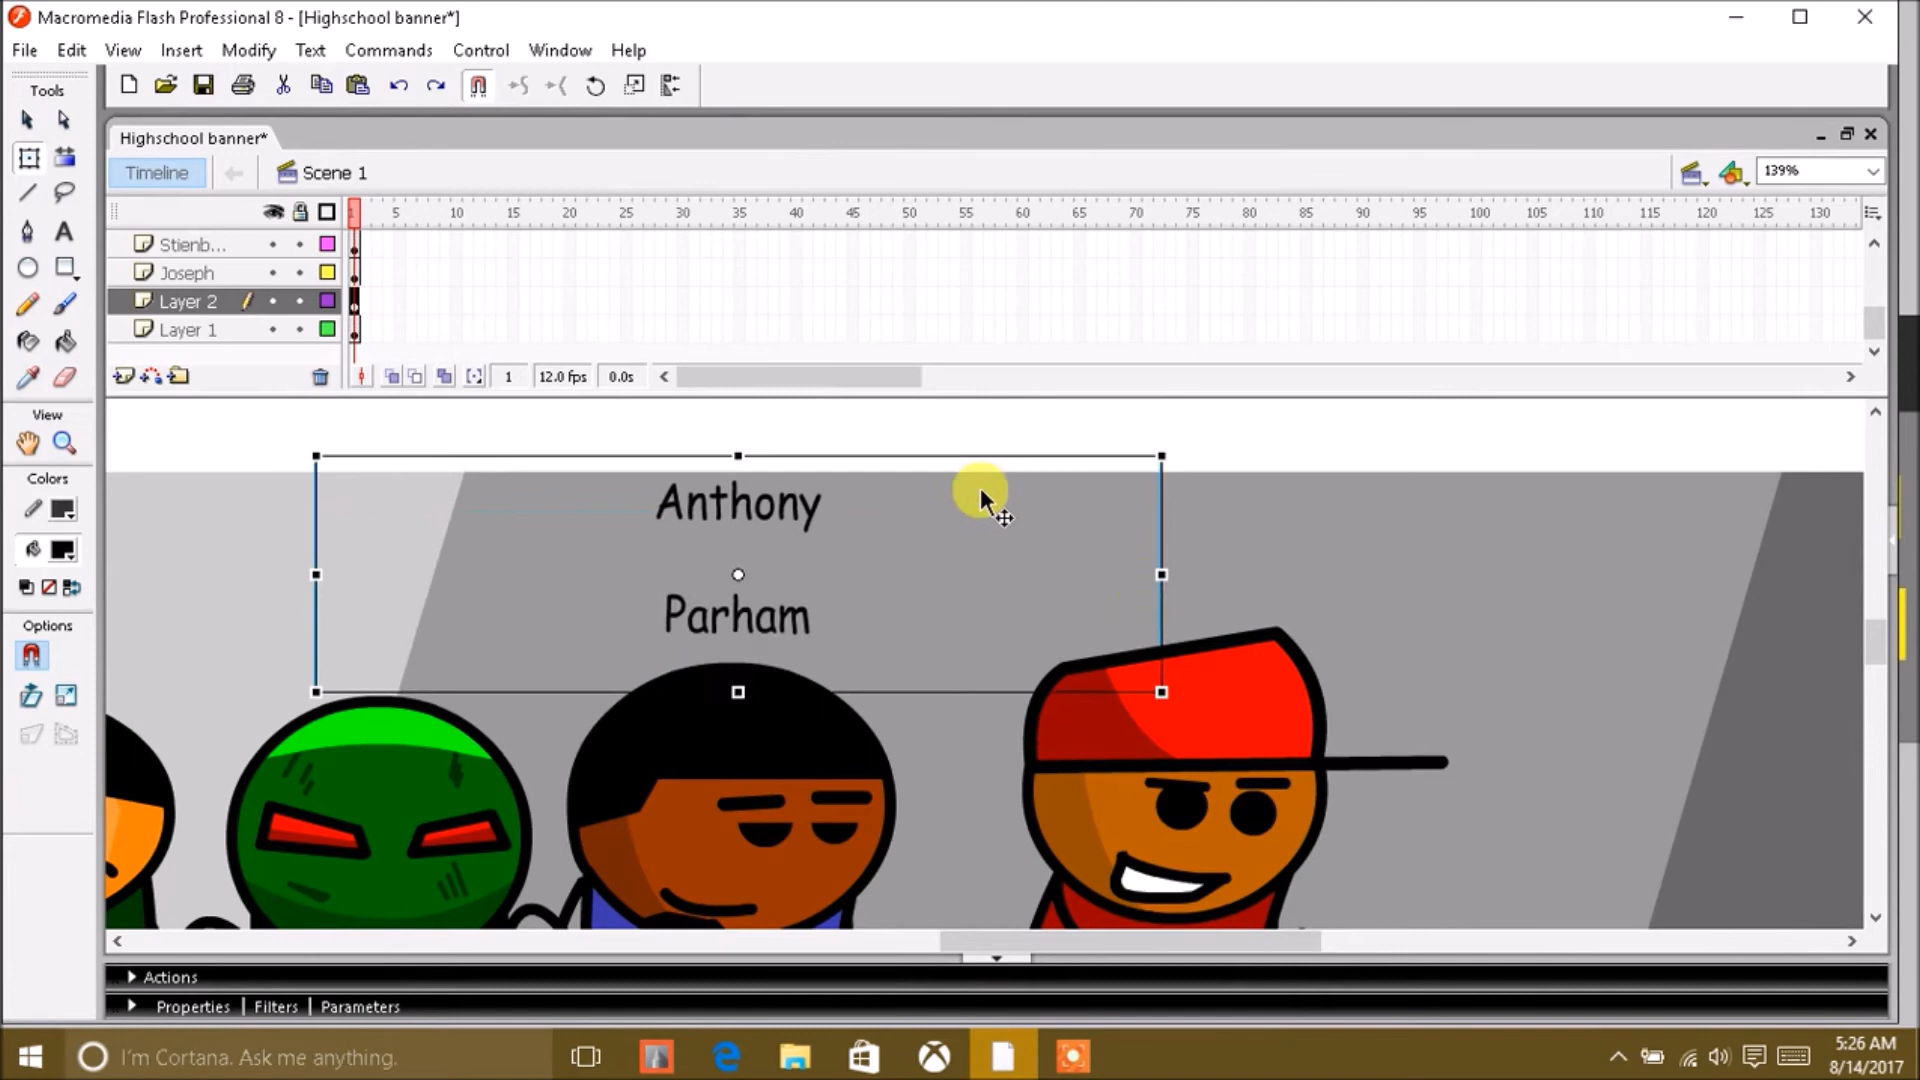 Macromedia Flash Professional 8 - [Highschool banner*]
File Edit View Insert Modify Text Commands Control Window Help
Tools
Highschool banner*
Timeline Scene 1 139%
1 5 10 15 20 25 30 35 40 45 50 55 60 65 70 75 80 85 90 95 100 105 110 115 120 125 130
Stienb...
Joseph
Layer 2
Layer 1
1 12.0 fps 0.0s
View
Colors
Options
Anthony
Parham
Actions
Properties | Filters | Parameters
I'm Cortana. Ask me anything.
5:26 AM
8/14/2017